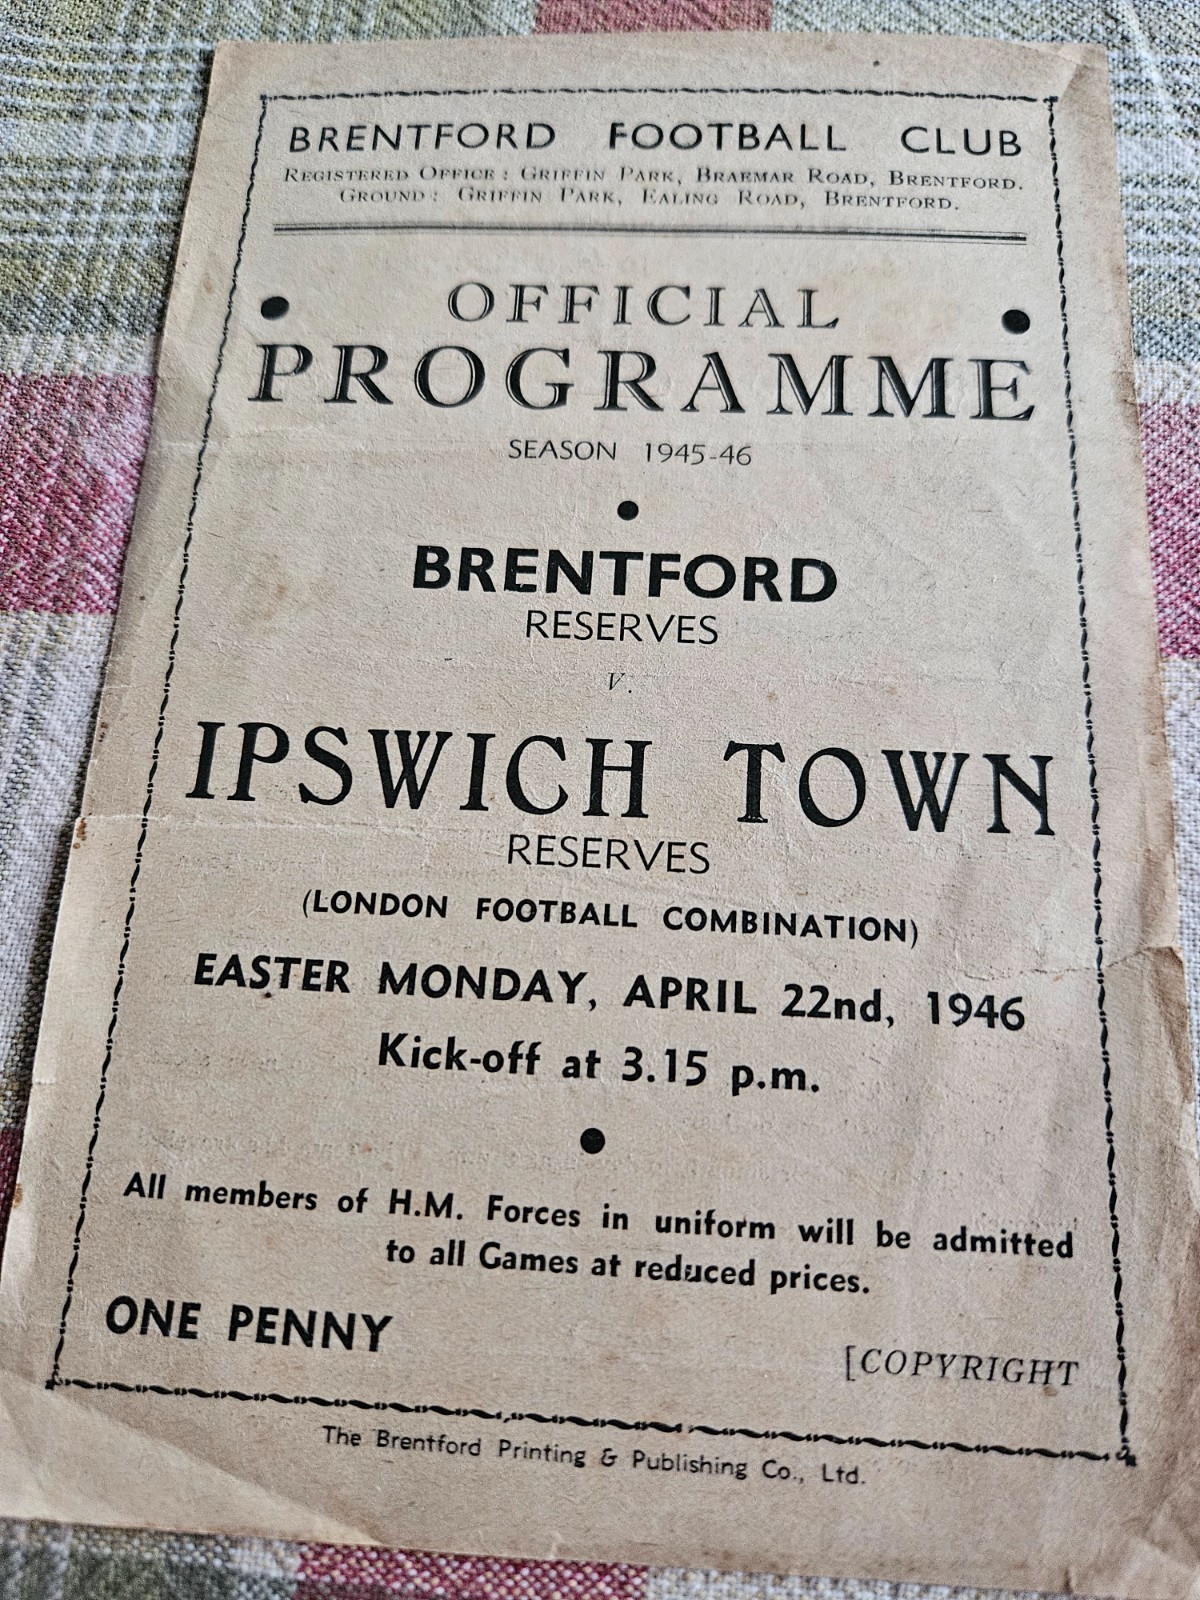 BRENTFORD FOOTBALL CLUB
REGISTERED OFFICE: GRIFFIN PARK, BRAEMAR ROAD, BRENTFORD.
GROUND: GRIFFIN PARK, EALING ROAD, BRENTFORD.
OFFICIAL
PROGRAMME
SEASON 1945-46
BRENTFORD
RESERVES
v.
IPSWICH TOWN
RESERVES
(LONDON FOOTBALL COMBINATION)
EASTER MONDAY, APRIL 22nd, 1946
Kick-off at 3.15 p.m.
All members of H.M. Forces in uniform will be admitted
to all Games at reduced prices.
ONE PENNY
[COPYRIGHT
The Brentford Printing & Publishing Co., Ltd.